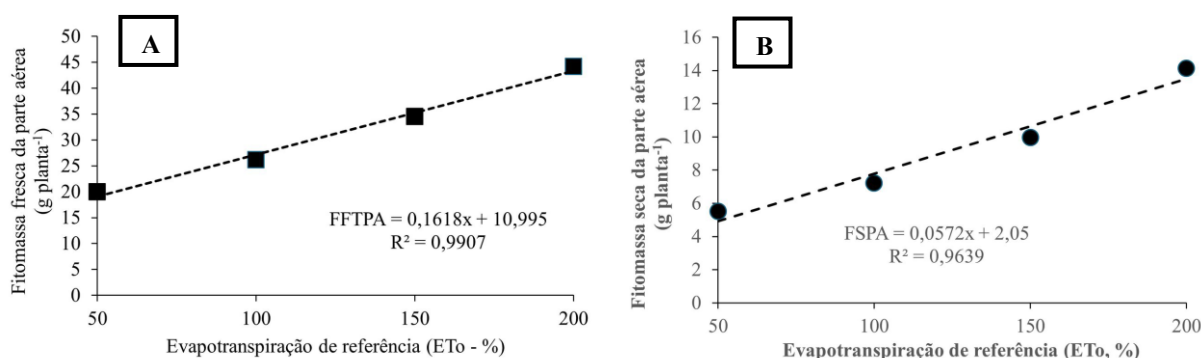 A
Fitomassa fresca da parte aérea
(g planta⁻¹)
50
45
40
35
30
25
20
15
10
5
0
FFTPA = 0,1618x + 10,995
R² = 0,9907
50 100 150 200
Evapotranspiração de referência (ETo - %)
B
Fitomassa seca da parte aérea
(g planta⁻¹)
16
14
12
10
8
6
4
2
0
FSPA = 0,0572x + 2,05
R² = 0,9639
50 100 150 200
Evapotranspiração de referência (ETo, %)